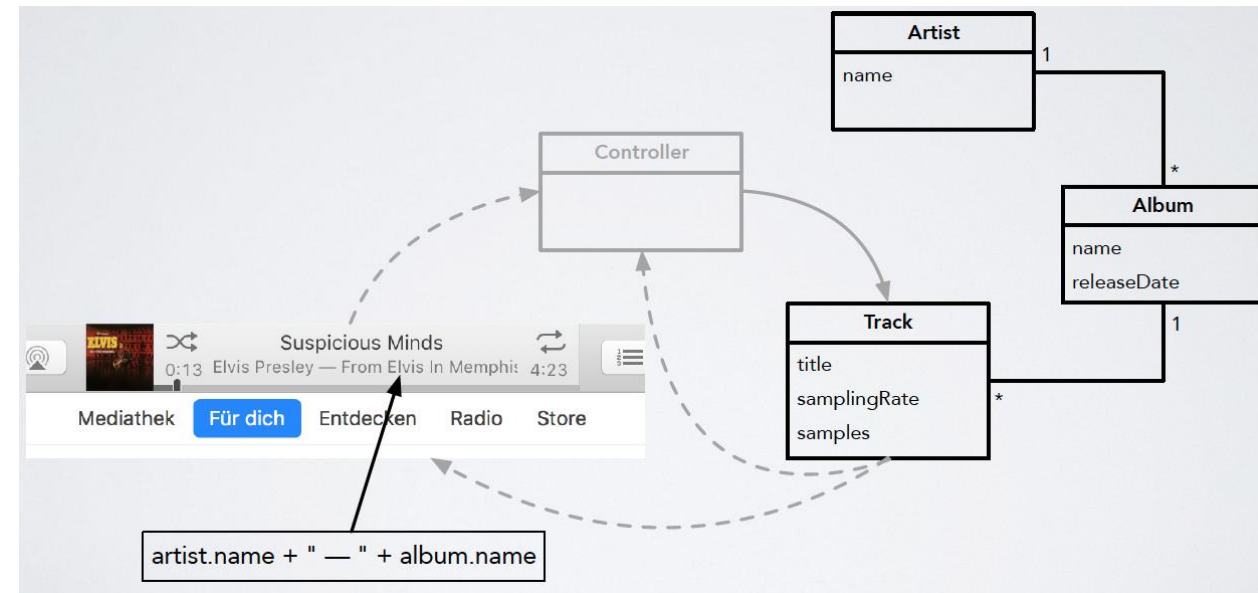 Artist
name
1
*
Controller
Album
name
releaseDate
1
Track
title
samplingRate
samples
*
ELVIS
Suspicious Minds
0:13 Elvis Presley — From Elvis In Memphis 4:23
Mediathek Für dich Entdecken Radio Store
artist.name + " — " + album.name